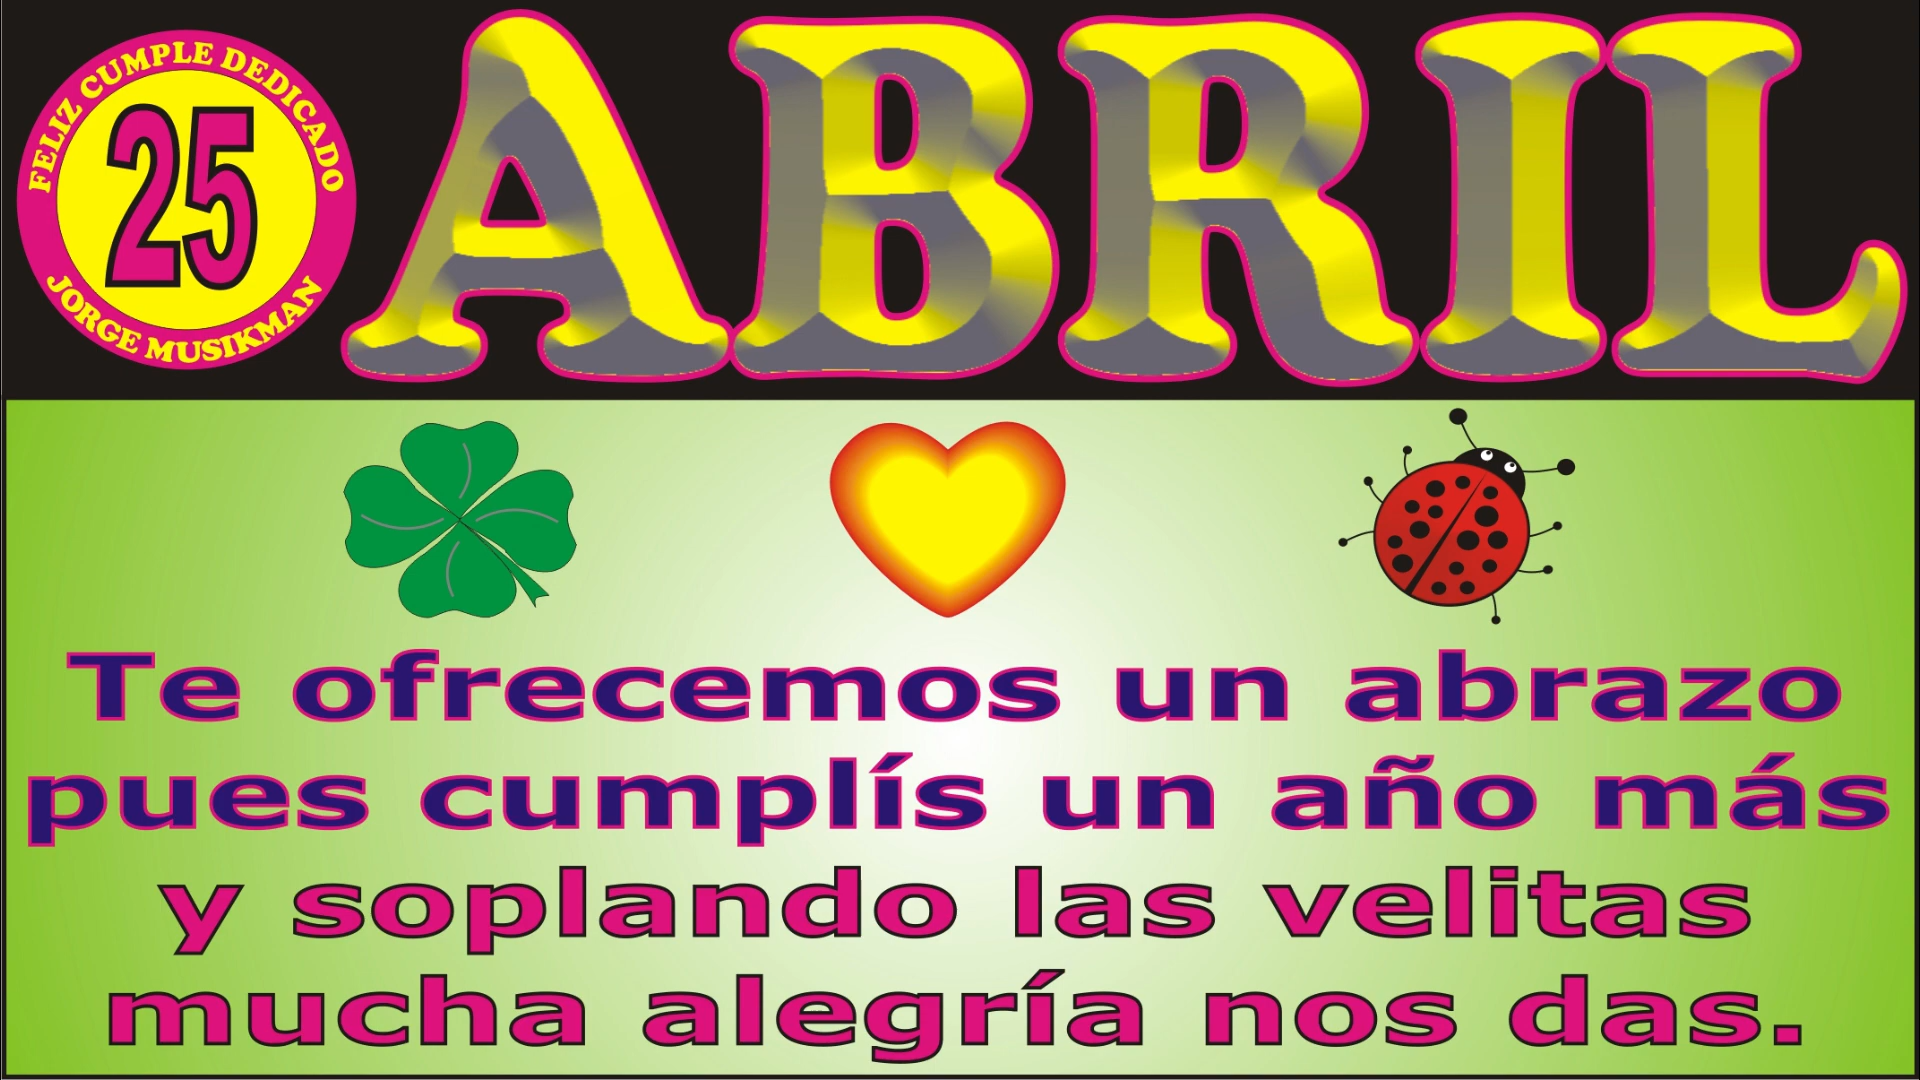 FELIZ CUMPLE DEDICADO
25
JORGE MUSIKMAN
ABRIL
Te ofrecemos un abrazo
pues cumplís un año más
y soplando las velitas
mucha alegría nos das.